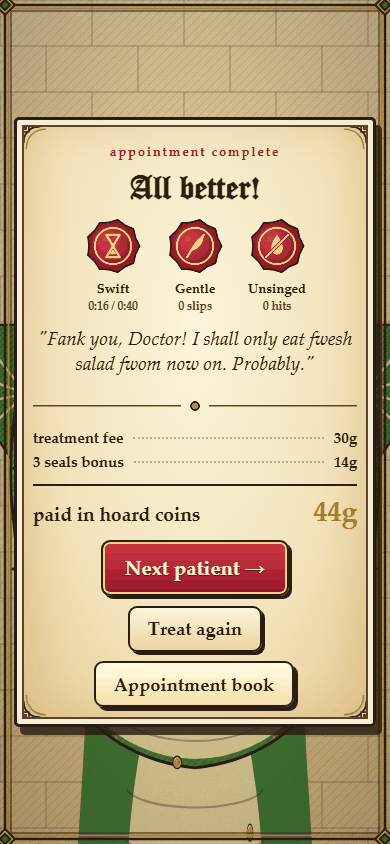 appointment complete
All better!
Swift
0:16 / 0:40
Gentle
0 slips
Unsinged
0 hits
"Fank you, Doctor! I shall only eat fwesh
salad fwom now on. Probably."
treatment fee 30g
3 seals bonus 14g
paid in hoard coins 44g
Next patient →
Treat again
Appointment book